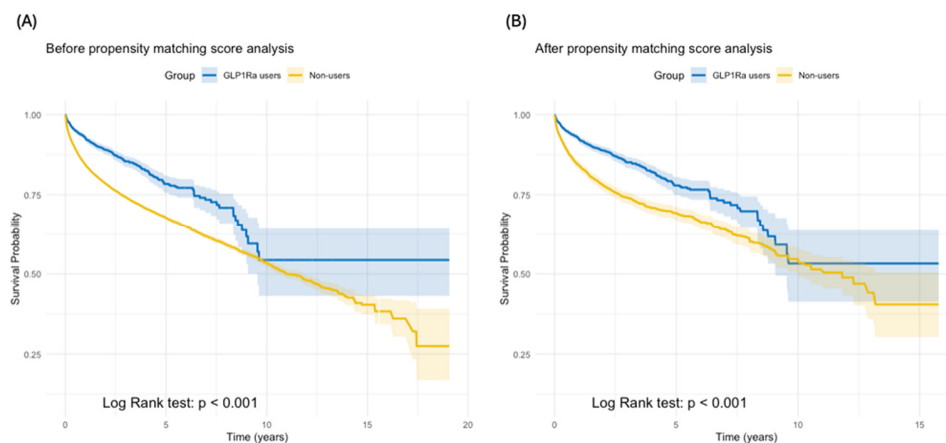 (A)
Before propensity matching score analysis
Group GLP1Ra users Non-users
Survival Probability
1.00
0.75
0.50
0.25
Log Rank test: p < 0.001
0 5 10 15 20
Time (years)
(B)
After propensity matching score analysis
Group GLP1Ra users Non-users
Survival Probability
1.00
0.75
0.50
0.25
Log Rank test: p < 0.001
0 5 10 15
Time (years)